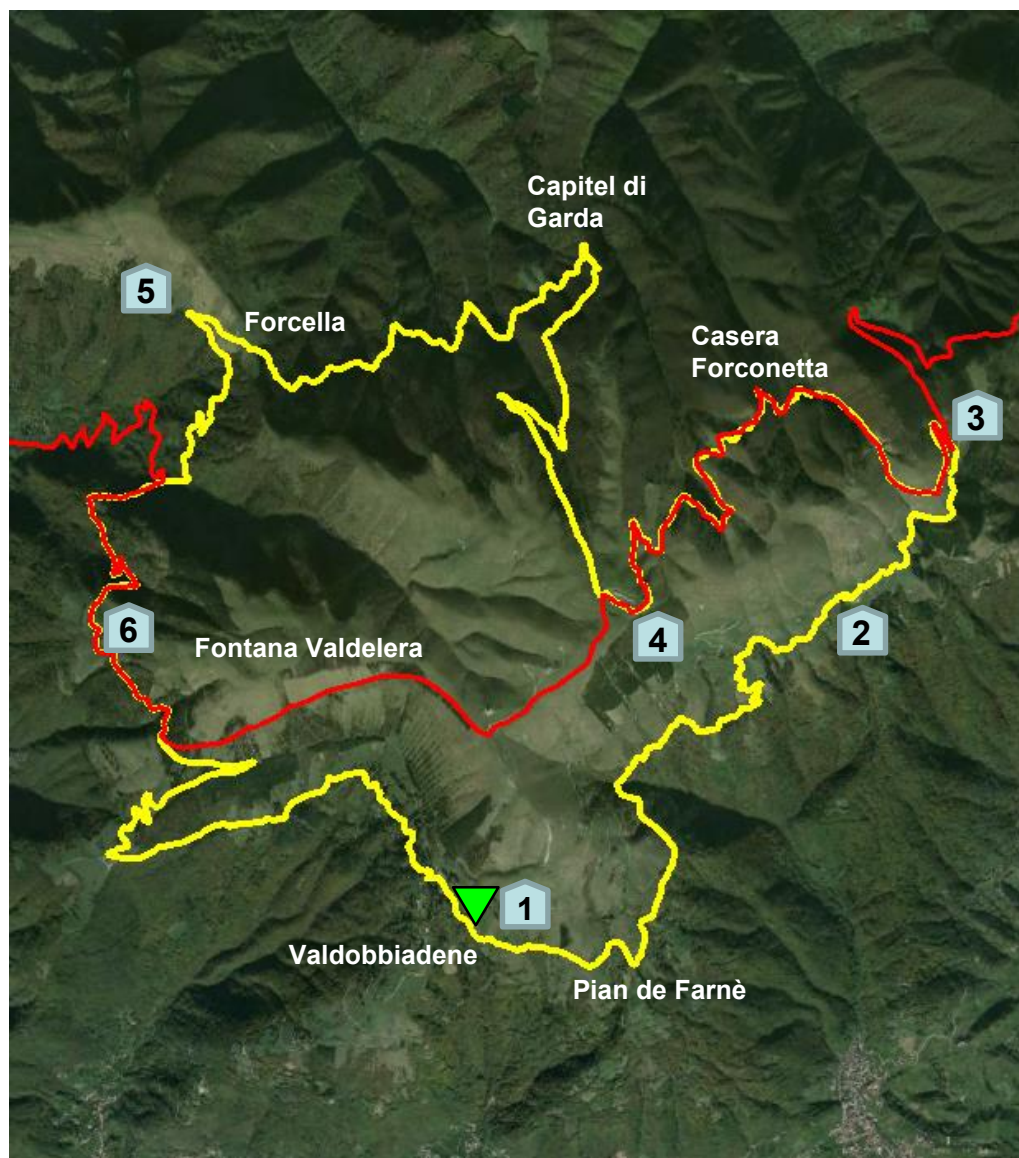 Capitel di
Garda
5
Forcella
Casera
Forconetta
3
6
4
2
Fontana Valdelera
1
Valdobbiadene
Pian de Farnè